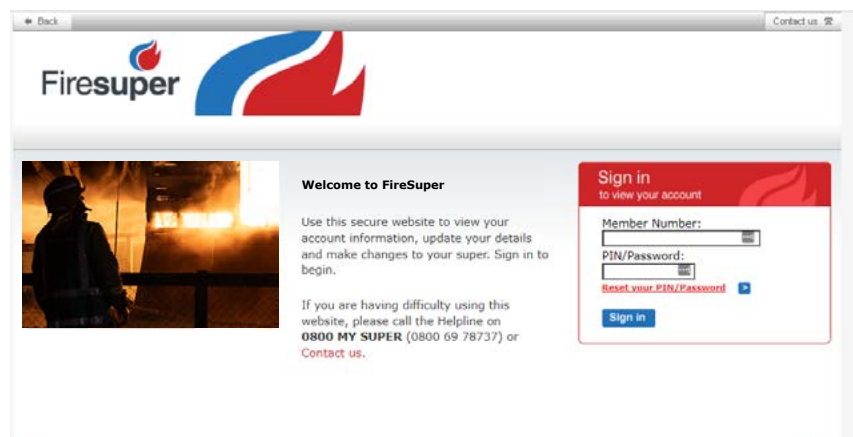 Back
Contact us
Firesuper
Welcome to FireSuper
Use this secure website to view your
account information, update your details
and make changes to your super. Sign in to
begin.
If you are having difficulty using this
website, please call the Helpline on
0800 MY SUPER (0800 69 78737) or
Contact us.
Sign in
to view your account
Member Number:
PIN/Password:
Reset your PIN/Password
Sign in